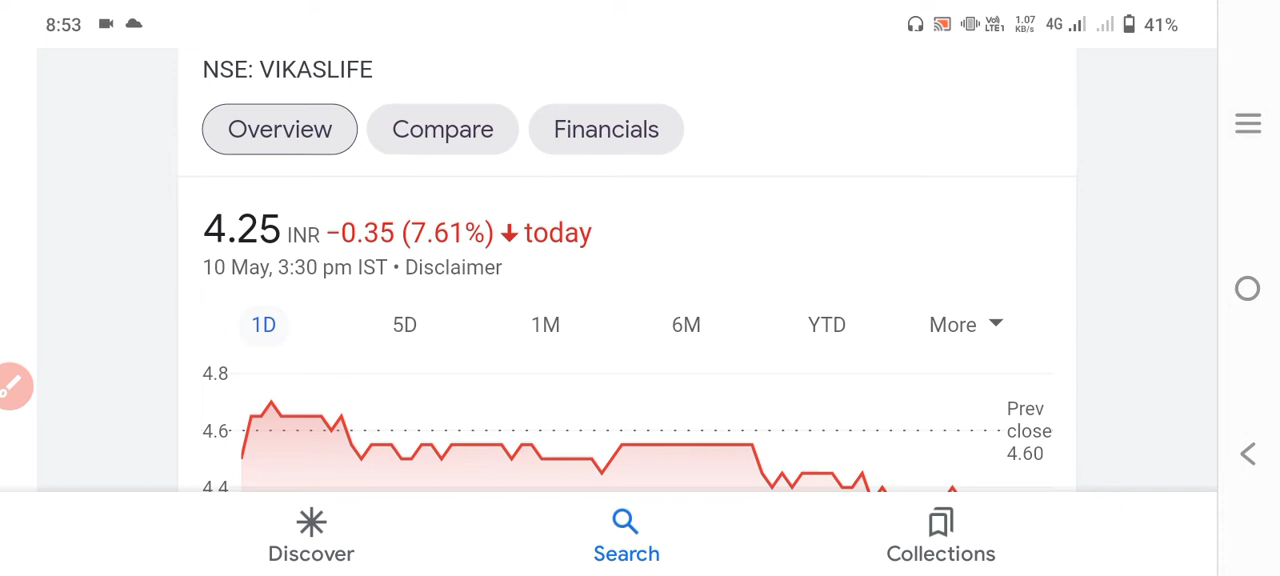 8:53 Vo) LTE1 1.07 KB/s 4G 41%
NSE: VIKASLIFE
Overview Compare Financials
4.25 INR −0.35 (7.61%) ↓ today
10 May, 3:30 pm IST • Disclaimer
1D 5D 1M 6M YTD More
4.8
Prev
4.6 close
4.60
4.4
Discover Search Collections